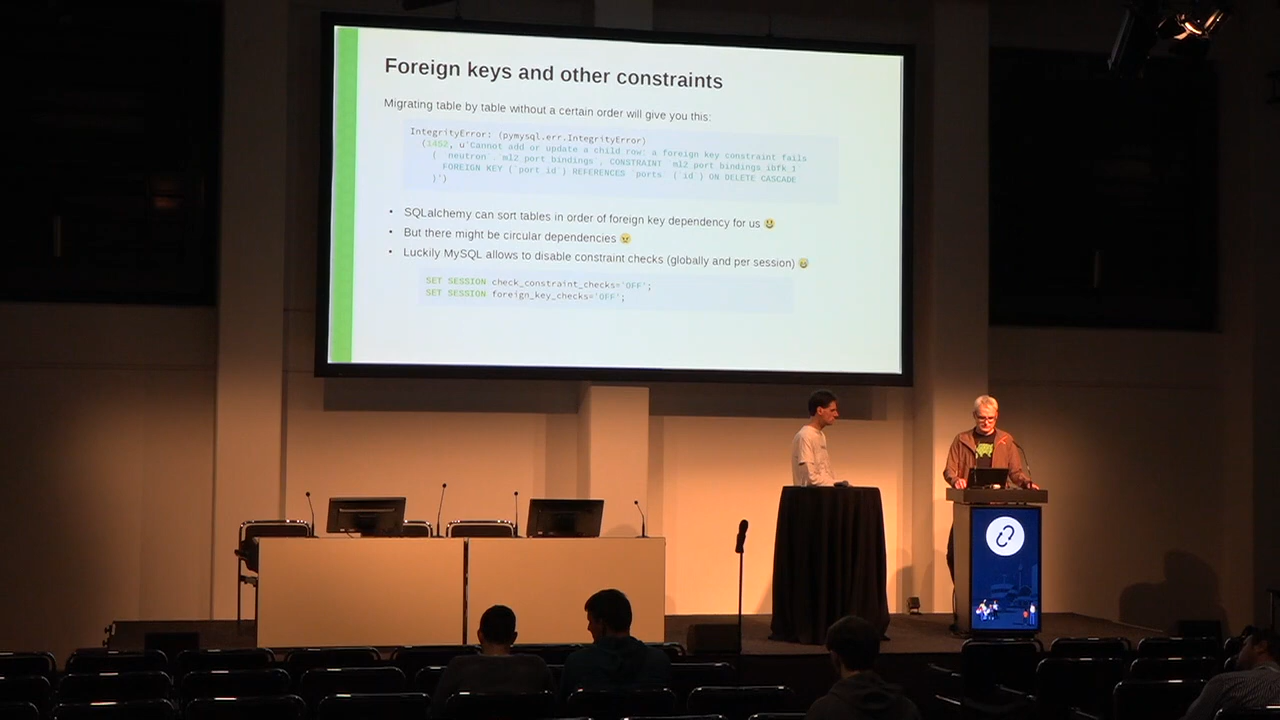 Foreign keys and other constraints
Migrating table by table without a certain order will give you this:
IntegrityError: (pymysql.err.IntegrityError)
(1452, u'Cannot add or update a child row: a foreign key constraint fails
(`neutron`.`ml2_port_bindings`, CONSTRAINT `ml2_port_bindings_ibfk_1`
FOREIGN KEY (`port_id`) REFERENCES `ports` (`id`) ON DELETE CASCADE
)')
• SQLalchemy can sort tables in order of foreign key dependency for us 😃
• But there might be circular dependencies 😠
• Luckily MySQL allows to disable constraint checks (globally and per session) 😄
SET SESSION check_constraint_checks='OFF';
SET SESSION foreign_key_checks='OFF';